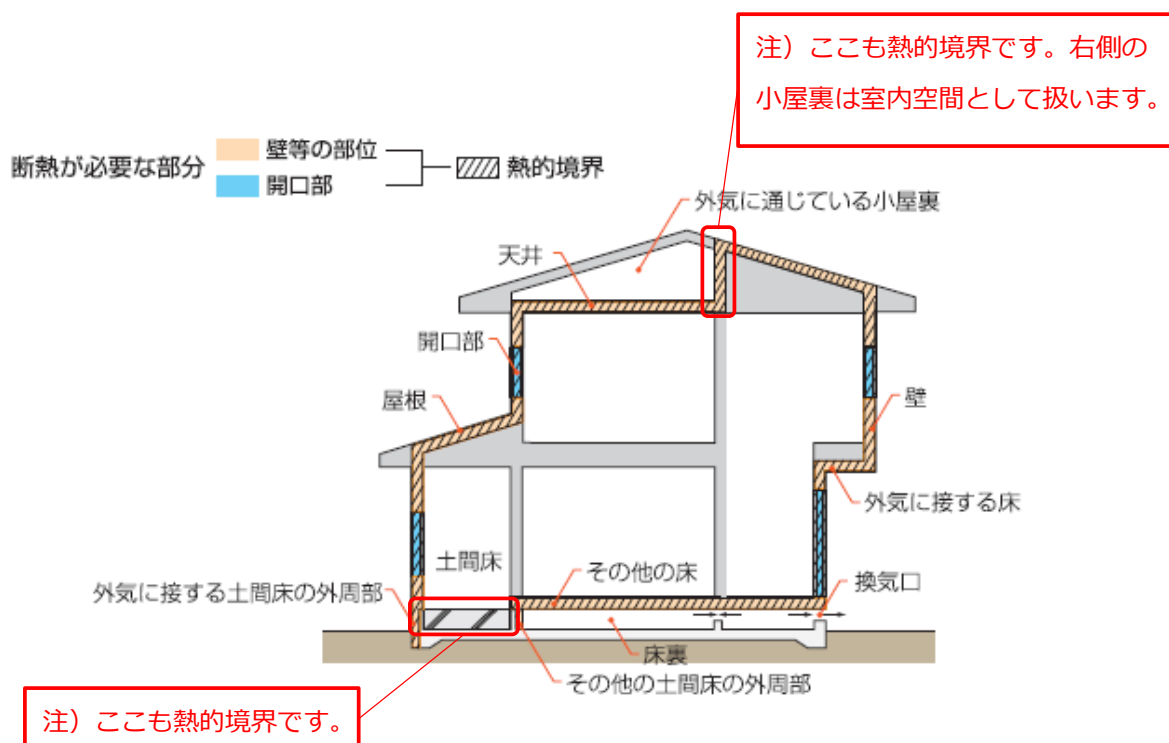 注）ここも熱的境界です。右側の
小屋裏は室内空間として扱います。
断熱が必要な部分
壁等の部位
開口部
熱的境界
外気に通じている小屋裏
天井
開口部
屋根
壁
外気に接する床
土間床
その他の床
換気口
外気に接する土間床の外周部
床裏
その他の土間床の外周部
注）ここも熱的境界です。